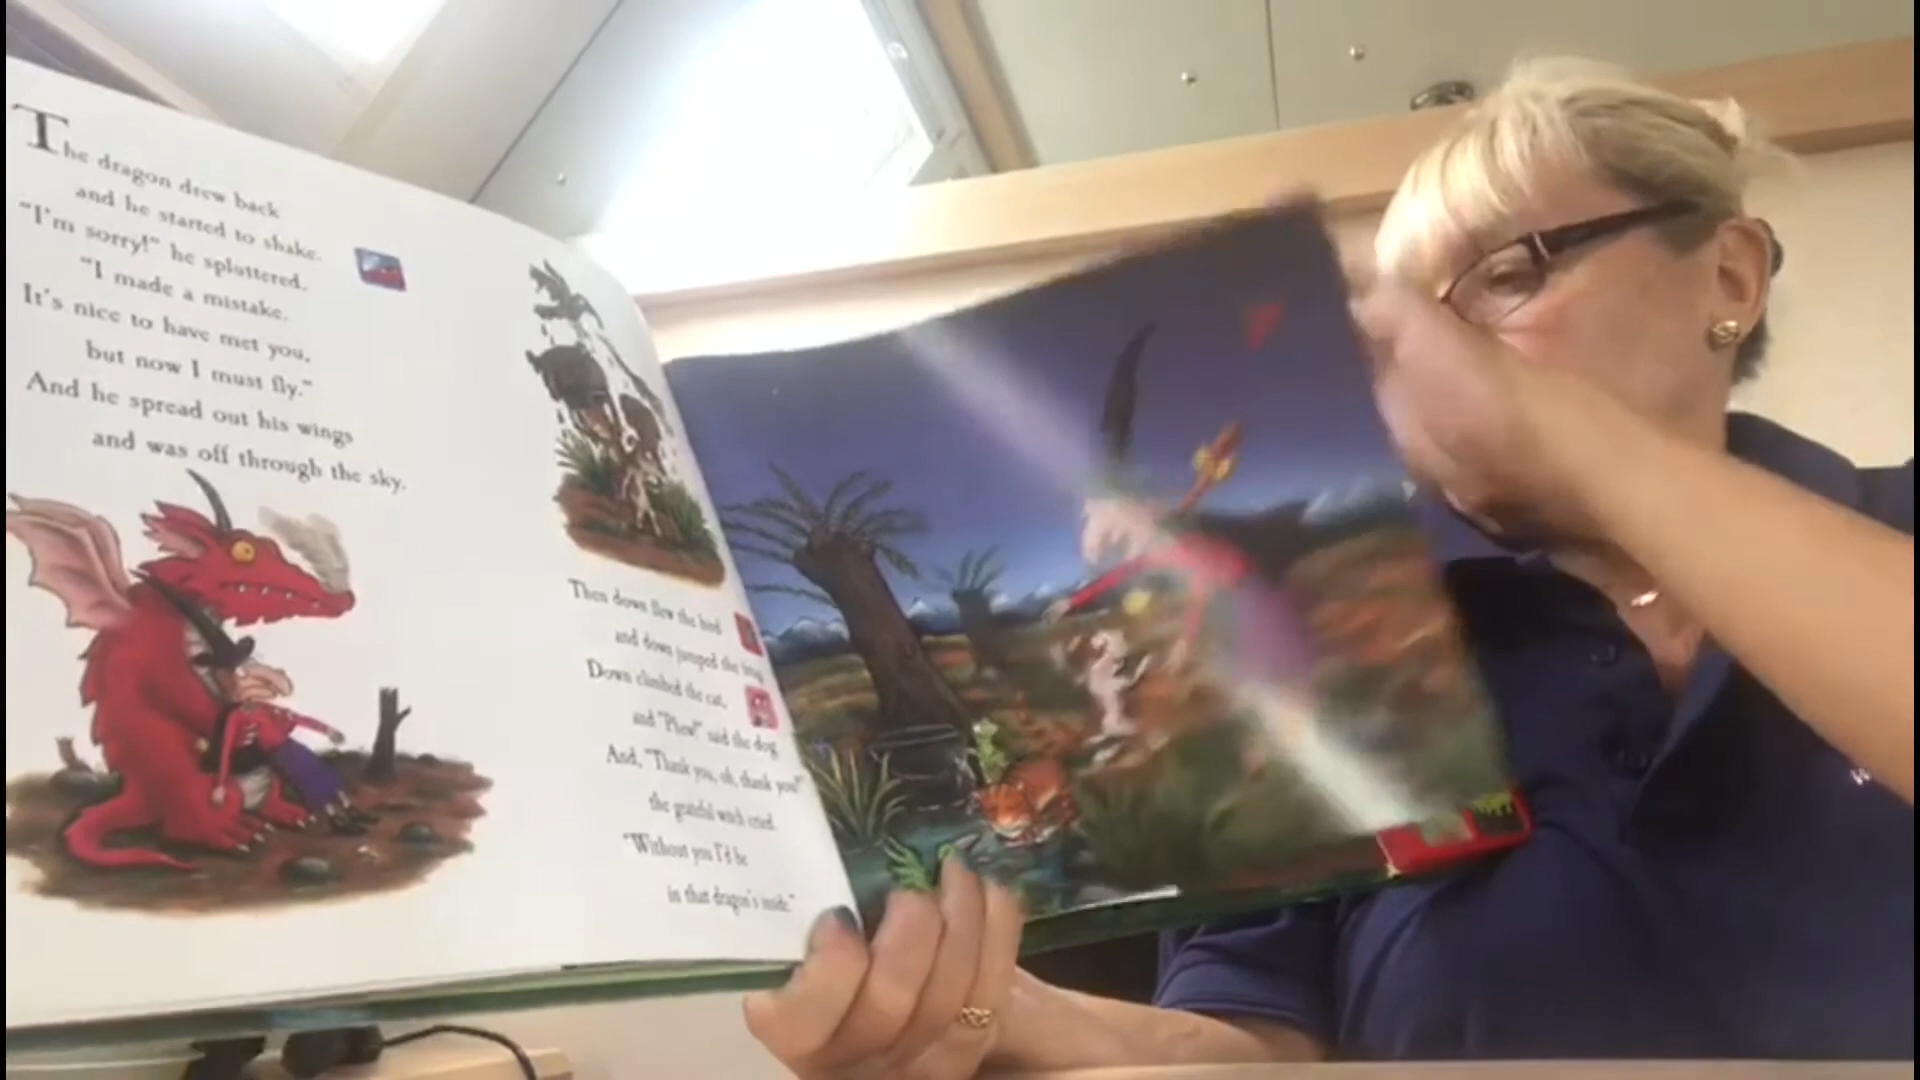 The dragon drew back
and he started to shake.
"I'm sorry!" he spluttered.
"I made a mistake.
It's nice to have met you,
but now I must fly."
And he spread out his wings
and was off through the sky.
Then down flew the bird
and down jumped the frog.
Down climbed the cat,
and "Phew!" said the dog.
And, "Thank you, oh, thank you!"
the grateful witch cried.
"Without you I'd be
in that dragon's inside."